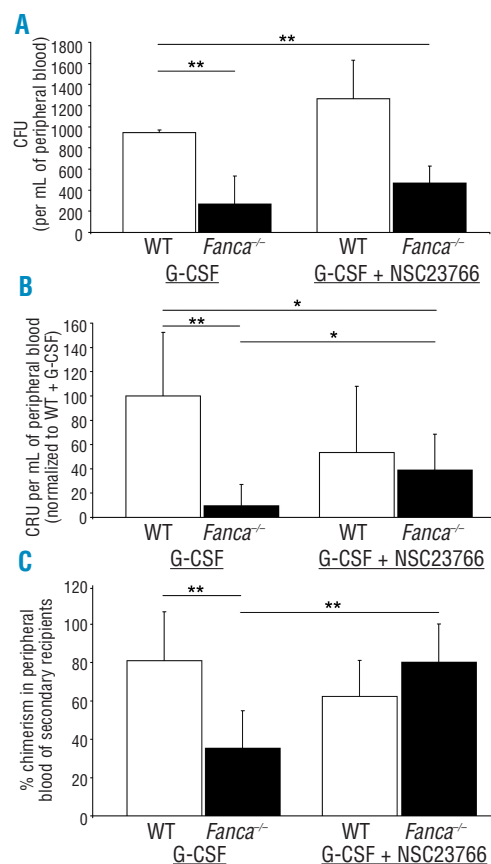 A
CFU
(per mL of peripheral blood)
1800
1600
1400
1200
1000
800
600
400
200
0
**
**
WT Fanca⁻/⁻ WT Fanca⁻/⁻
G-CSF G-CSF + NSC23766
B
CRU per mL of peripheral blood
(normalized to WT + G-CSF)
160
140
120
100
80
60
40
20
0
*
**
*
WT Fanca⁻/⁻ WT Fanca⁻/⁻
G-CSF G-CSF + NSC23766
C
% chimerism in peripheral
blood of secondary recipients
120
100
80
60
40
20
0
**
**
WT Fanca⁻/⁻ WT Fanca⁻/⁻
G-CSF G-CSF + NSC23766